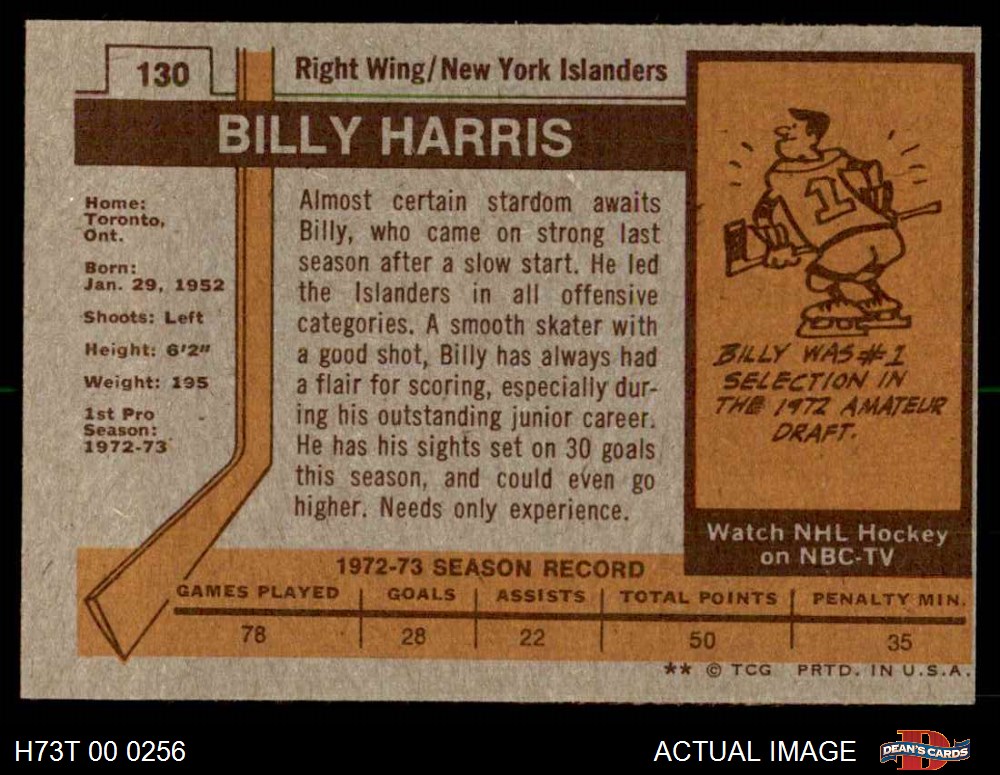 130
Right Wing/New York Islanders
BILLY HARRIS
Home:
Toronto,
Ont.
Born:
Jan. 29, 1952
Shoots: Left
Height: 6'2"
Weight: 195
1st Pro
Season:
1972-73
Almost certain stardom awaits
Billy, who came on strong last
season after a slow start. He led
the Islanders in all offensive
categories. A smooth skater with
a good shot, Billy has always had
a flair for scoring, especially dur-
ing his outstanding junior career.
He has his sights set on 30 goals
this season, and could even go
higher. Needs only experience.
1
BILLY WAS #1
SELECTION IN
THE 1972 AMATEUR
DRAFT.
Watch NHL Hockey
on NBC-TV
1972-73 SEASON RECORD
GAMES PLAYED GOALS ASSISTS TOTAL POINTS PENALTY MIN.
78 28 22 50 35
** © TCG PRTD. IN U.S.A.
H73T 00 0256
ACTUAL IMAGE
D
DEAN'S CARDS